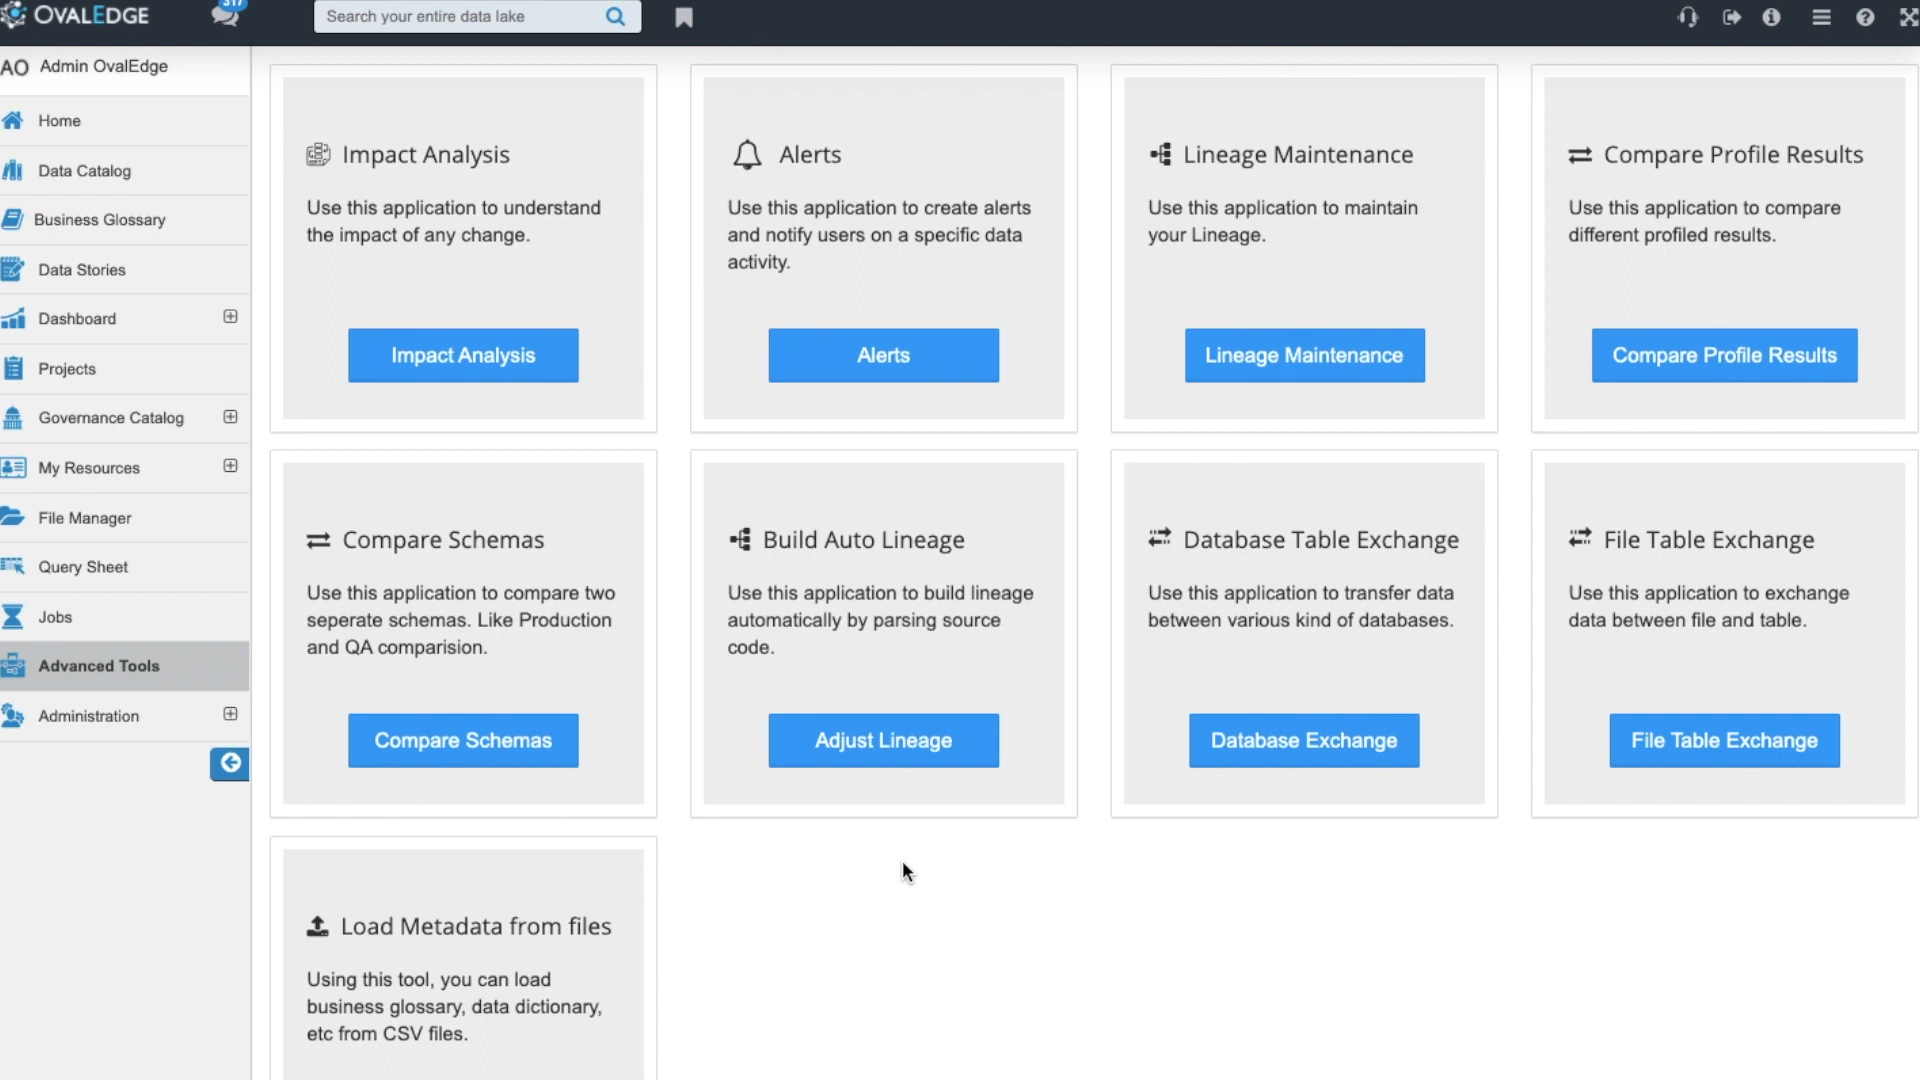 OVALEDGE
317
Search your entire data lake
AO Admin OvalEdge
Home
Data Catalog
Business Glossary
Data Stories
Dashboard
Projects
Governance Catalog
My Resources
File Manager
Query Sheet
Jobs
Advanced Tools
Administration
Impact Analysis
Use this application to understand
the impact of any change.
Impact Analysis
Alerts
Use this application to create alerts
and notify users on a specific data
activity.
Alerts
Lineage Maintenance
Use this application to maintain
your Lineage.
Lineage Maintenance
Compare Profile Results
Use this application to compare
different profiled results.
Compare Profile Results
Compare Schemas
Use this application to compare two
seperate schemas. Like Production
and QA comparision.
Compare Schemas
Build Auto Lineage
Use this application to build lineage
automatically by parsing source
code.
Adjust Lineage
Database Table Exchange
Use this application to transfer data
between various kind of databases.
Database Exchange
File Table Exchange
Use this application to exchange
data between file and table.
File Table Exchange
Load Metadata from files
Using this tool, you can load
business glossary, data dictionary,
etc from CSV files.